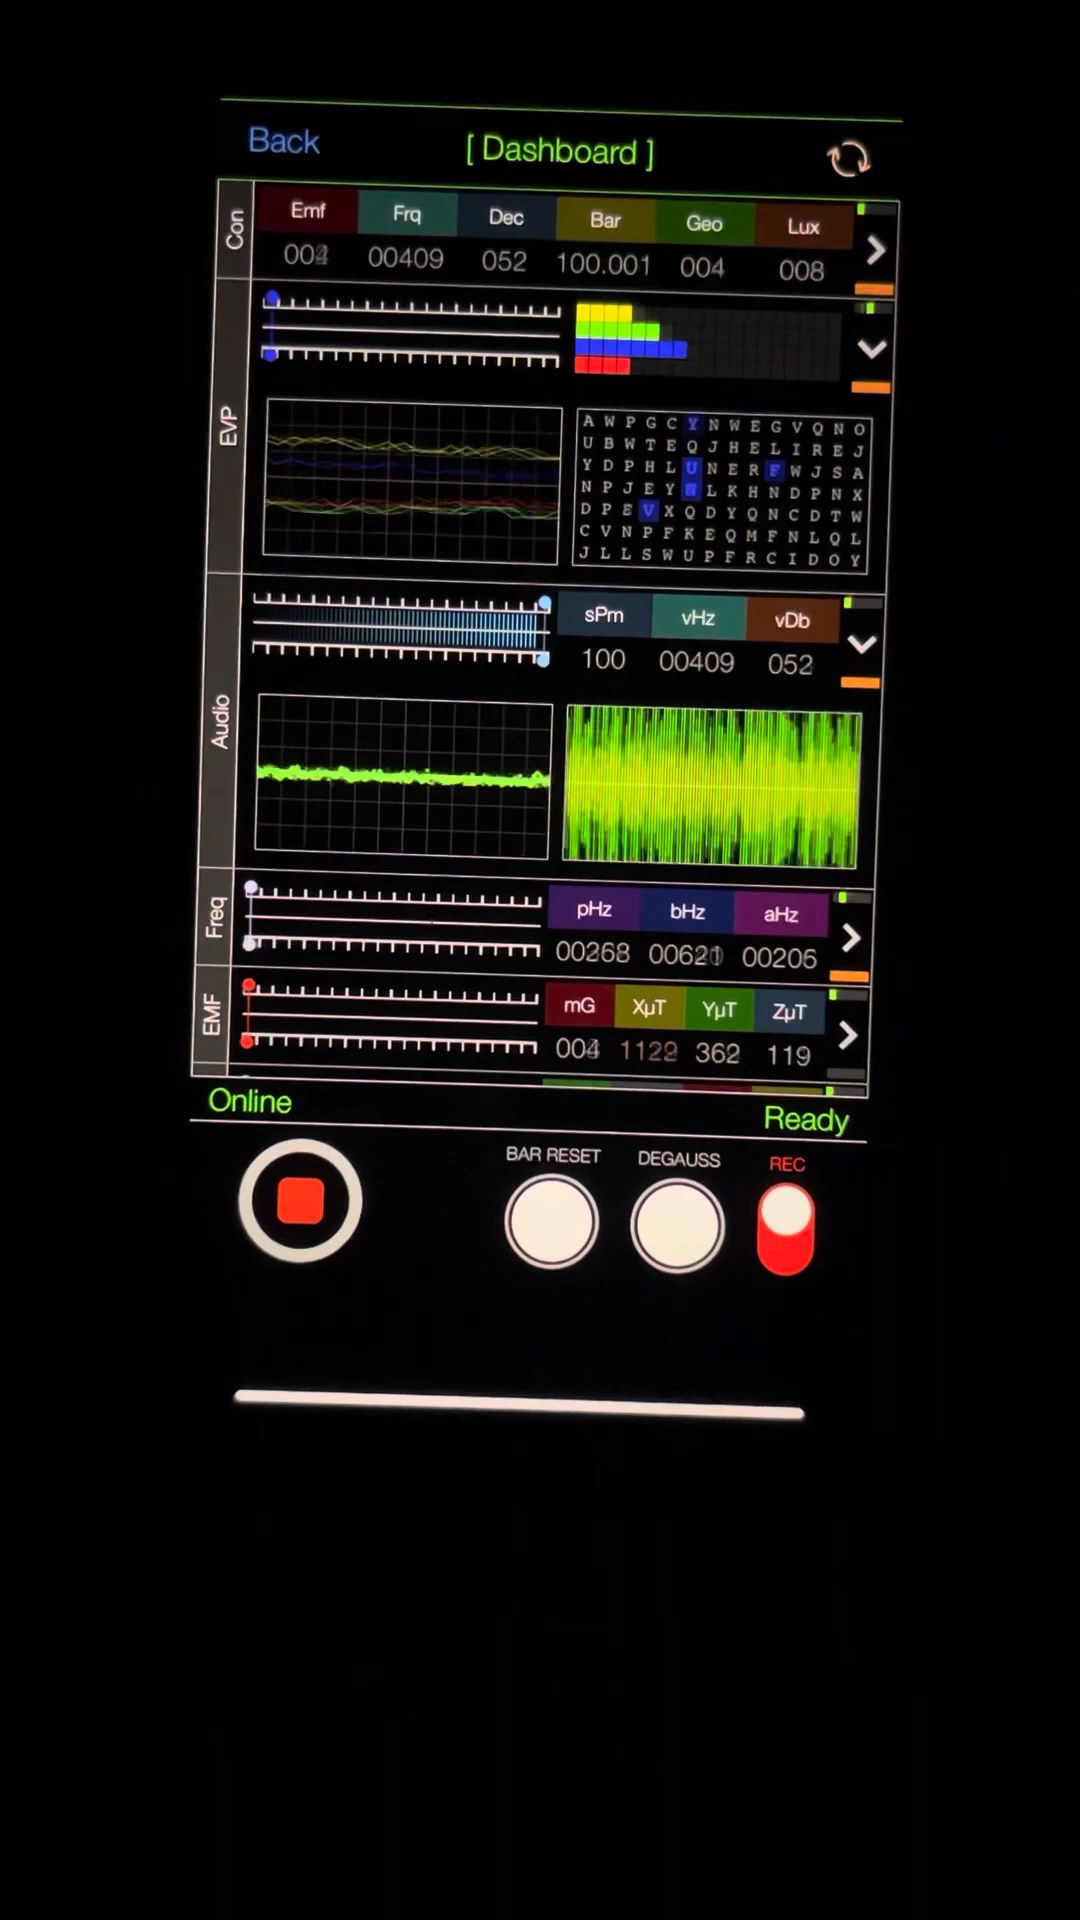 Back [ Dashboard ]
Con Emf Frq Dec Bar Geo Lux
00409 052 100.001 004 008
EVP
A W P G C Y N W E G V Q N O
U B W T E Q J H E L I R E J
Y D P H L U N E R F W J S A
N P J E Y L K H N D P N X
D P E V X Q D Y Q N C D T W
C V N P F K E Q M F N L Q L
J L L S W U P F R C I D O Y
Audio
sPm vHz vDb
100 00409 052
Freq
pHz bHz aHz
00268 00206
EMF
mG XµT YµT ZµT
004 1122 362 119
Online Ready
BAR RESET DEGAUSS REC